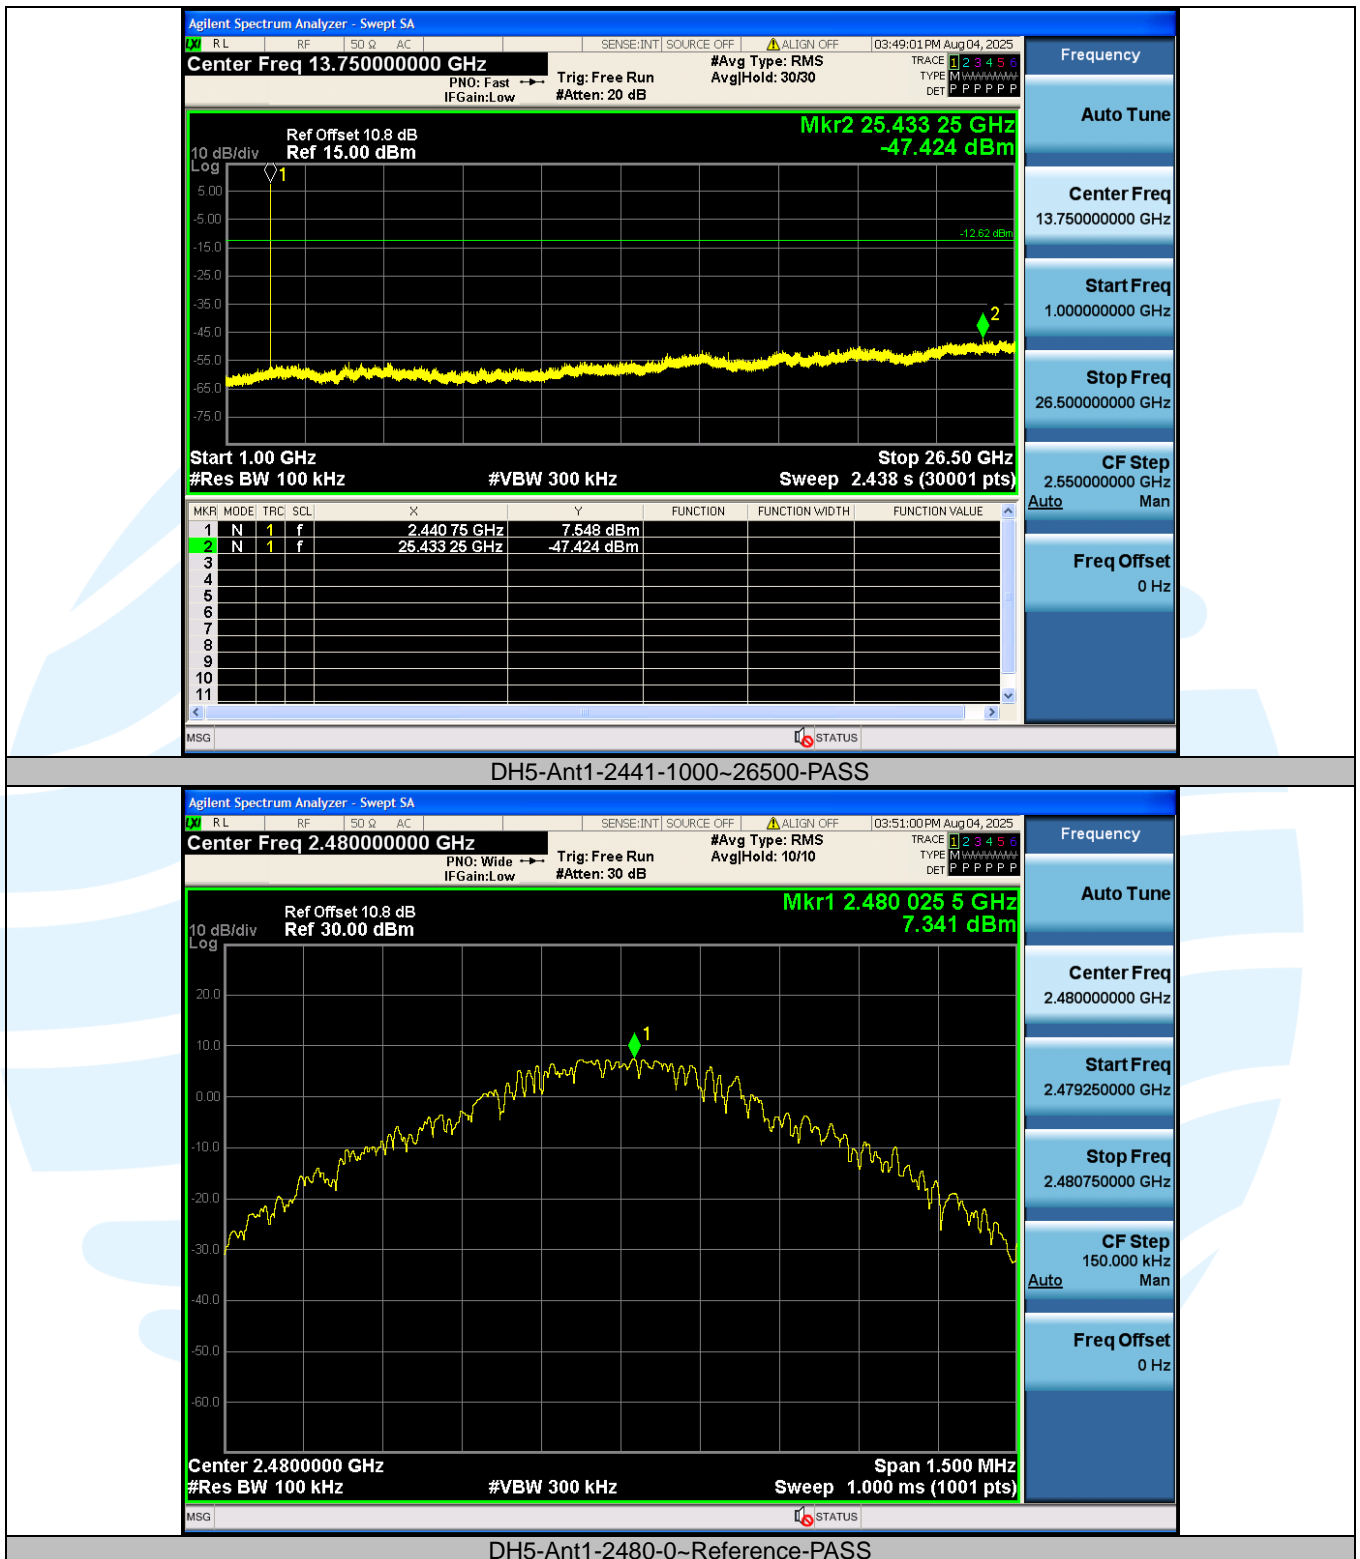 Agilent Spectrum Analyzer - Swept SA
LXI RL RF 50 Ω AC SENSE:INT SOURCE OFF ALIGN OFF 03:49:01 PM Aug 04, 2025
Center Freq 13.750000000 GHz
PNO: Fast
IFGain:Low
Trig: Free Run
#Atten: 20 dB
#Avg Type: RMS
Avg|Hold: 30/30
TRACE 1 2 3 4 5 6
TYPE M WWWWW
DET P P P P P P
Ref Offset 10.8 dB
Ref 15.00 dBm
10 dB/div
Log
Mkr2 25.433 25 GHz
-47.424 dBm
1
5.00
-5.00
-12.62 dBm
-15.0
-25.0
-35.0
2
-45.0
-55.0
-65.0
-75.0
Start 1.00 GHz Stop 26.50 GHz
#Res BW 100 kHz #VBW 300 kHz Sweep 2.438 s (30001 pts)
MKR MODE TRC SCL X Y FUNCTION FUNCTION WIDTH FUNCTION VALUE
1 N 1 f 2.440 75 GHz 7.548 dBm
2 N 1 f 25.433 25 GHz -47.424 dBm
3
4
5
6
7
8
9
10
11
MSG STATUS
Frequency
Auto Tune
Center Freq
13.750000000 GHz
Start Freq
1.000000000 GHz
Stop Freq
26.500000000 GHz
CF Step
2.550000000 GHz
Auto Man
Freq Offset
0 Hz
DH5-Ant1-2441-1000~26500-PASS
Agilent Spectrum Analyzer - Swept SA
LXI RL RF 50 Ω AC SENSE:INT SOURCE OFF ALIGN OFF 03:51:00 PM Aug 04, 2025
Center Freq 2.480000000 GHz
PNO: Wide
IFGain:Low
Trig: Free Run
#Atten: 30 dB
#Avg Type: RMS
Avg|Hold: 10/10
TRACE 1 2 3 4 5 6
TYPE M WWWWW
DET P P P P P P
Ref Offset 10.8 dB
Ref 30.00 dBm
10 dB/div
Log
Mkr1 2.480 025 5 GHz
7.341 dBm
20.0
1
10.0
0.00
-10.0
-20.0
-30.0
-40.0
-50.0
-60.0
Center 2.4800000 GHz Span 1.500 MHz
#Res BW 100 kHz #VBW 300 kHz Sweep 1.000 ms (1001 pts)
MSG STATUS
Frequency
Auto Tune
Center Freq
2.480000000 GHz
Start Freq
2.479250000 GHz
Stop Freq
2.480750000 GHz
CF Step
150.000 kHz
Auto Man
Freq Offset
0 Hz
DH5-Ant1-2480-0~Reference-PASS